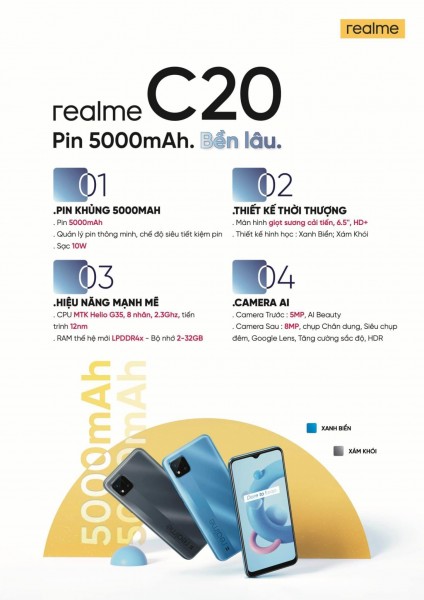 realme
realme C20
Pin 5000mAh. Bền lâu.
01
.PIN KHỦNG 5000MAH
. Pin 5000mAh
. Quản lý pin thông minh, chế độ siêu tiết kiệm pin
. Sạc 10W
02
.THIẾT KẾ THỜI THƯỢNG
. Màn hình giọt sương cải tiến, 6.5", HD+
. Thiết kế hình học : Xanh Biển; Xám Khói
03
.HIỆU NĂNG MẠNH MẼ
. CPU MTK Helio G35, 8 nhân, 2.3Ghz, tiến
trình 12nm
. RAM thế hệ mới LPDDR4x - Bộ nhớ 2-32GB
04
.CAMERA AI
. Camera Trước : 5MP, AI Beauty
. Camera Sau : 8MP, chụp Chân dung, Siêu chụp
đêm, Google Lens, Tăng cường sắc độ, HDR
5000mAh
5000mAh
XANH BIỂN
XÁM KHÓI
realme
realme